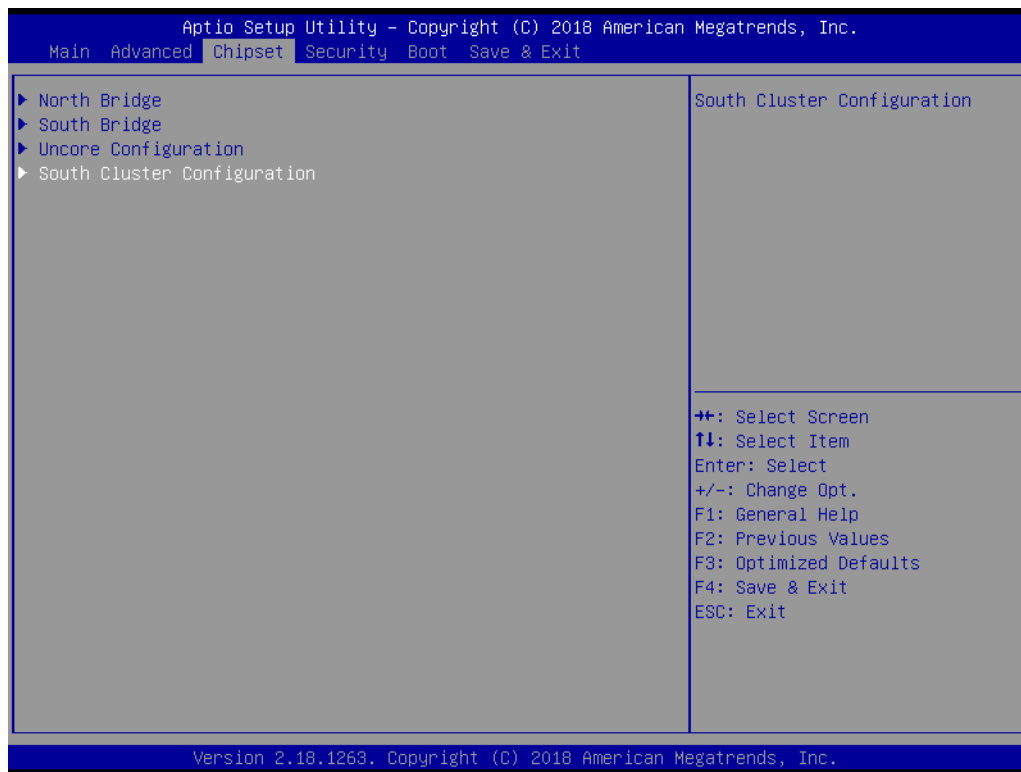 Aptio Setup Utility – Copyright (C) 2018 American Megatrends, Inc.
Main Advanced Chipset Security Boot Save & Exit
North Bridge
South Bridge
Uncore Configuration
South Cluster Configuration
South Cluster Configuration
→←: Select Screen
↑↓: Select Item
Enter: Select
+/-: Change Opt.
F1: General Help
F2: Previous Values
F3: Optimized Defaults
F4: Save & Exit
ESC: Exit
Version 2.18.1263. Copyright (C) 2018 American Megatrends, Inc.